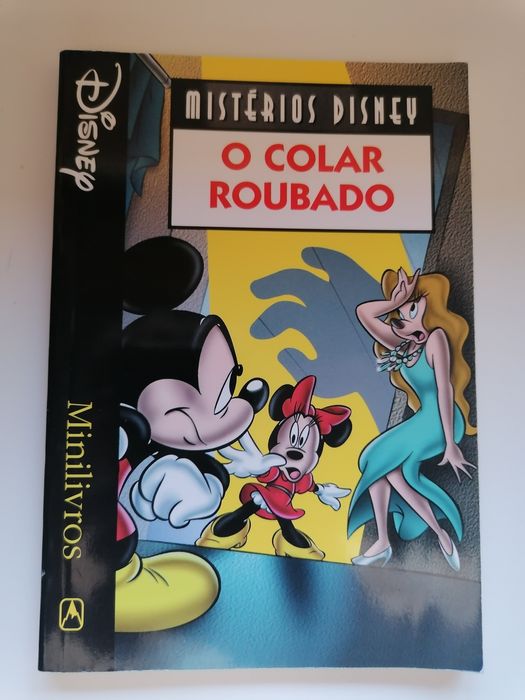 MISTÉRIOS DISNEY
O COLAR
ROUBADO
Disney
Minilivros